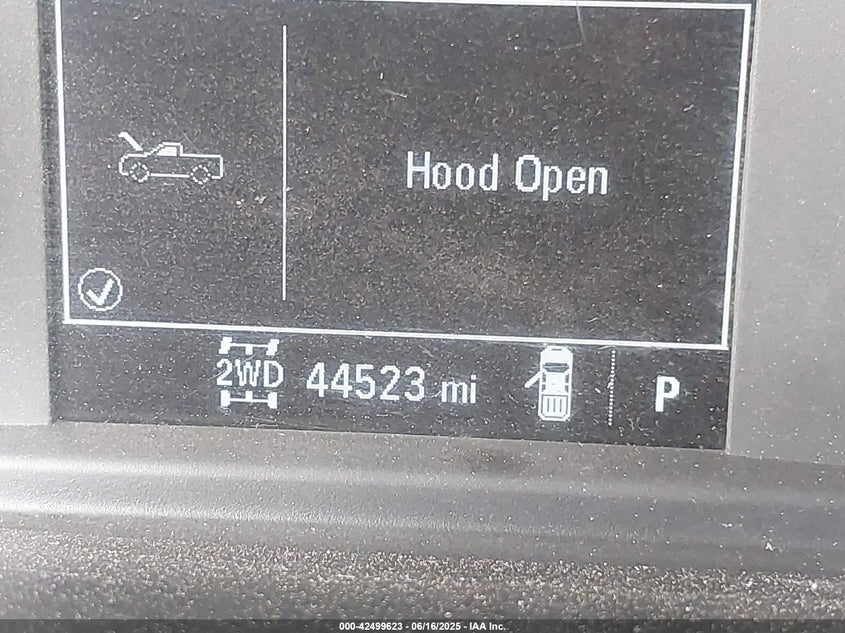 Hood Open
2WD 44523 mi P
000-42499623 - 06/16/2025 - IAA Inc.